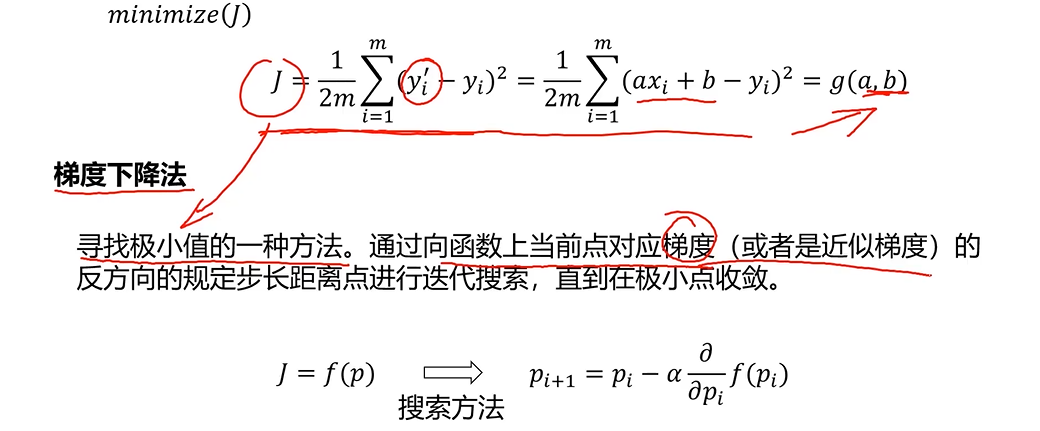 minimize(J)
J = \frac{1}{2m} \sum_{i=1}^{m} (y_i' - y_i)^2 = \frac{1}{2m} \sum_{i=1}^{m} (ax_i + b - y_i)^2 = g(a,b)
梯度下降法
寻找极小值的一种方法。通过向函数上当前点对应梯度（或者是近似梯度）的
反方向的规定步长距离点进行迭代搜索，直到在极小点收敛。
J = f(p) ⇨ p_{i+1} = p_i - α \frac{∂}{∂p_i} f(p_i)
搜索方法